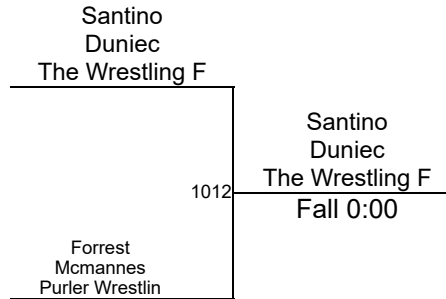 Santino
Duniec
The Wrestling F
Santino
Duniec
The Wrestling F
1012
Fall 0:00
Forrest
Mcmannes
Purler Wrestlin